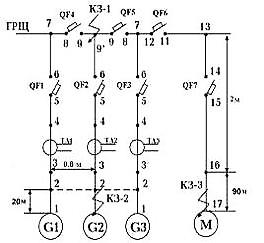 ГРЩ 7 QF4 КЗ-1 QF5 7 QF6 13
8 9 9' 9 8 12 11
6 6 6 14
QF1 QF2 QF3 QF7 2м
5 5 5 15
4 4 4
ТА1 ТА2 ТА3
3 0.8 м 3 3 16
2 2 2 КЗ-3 90м
20м КЗ-2
1 1 17
G1 G2 G3 M